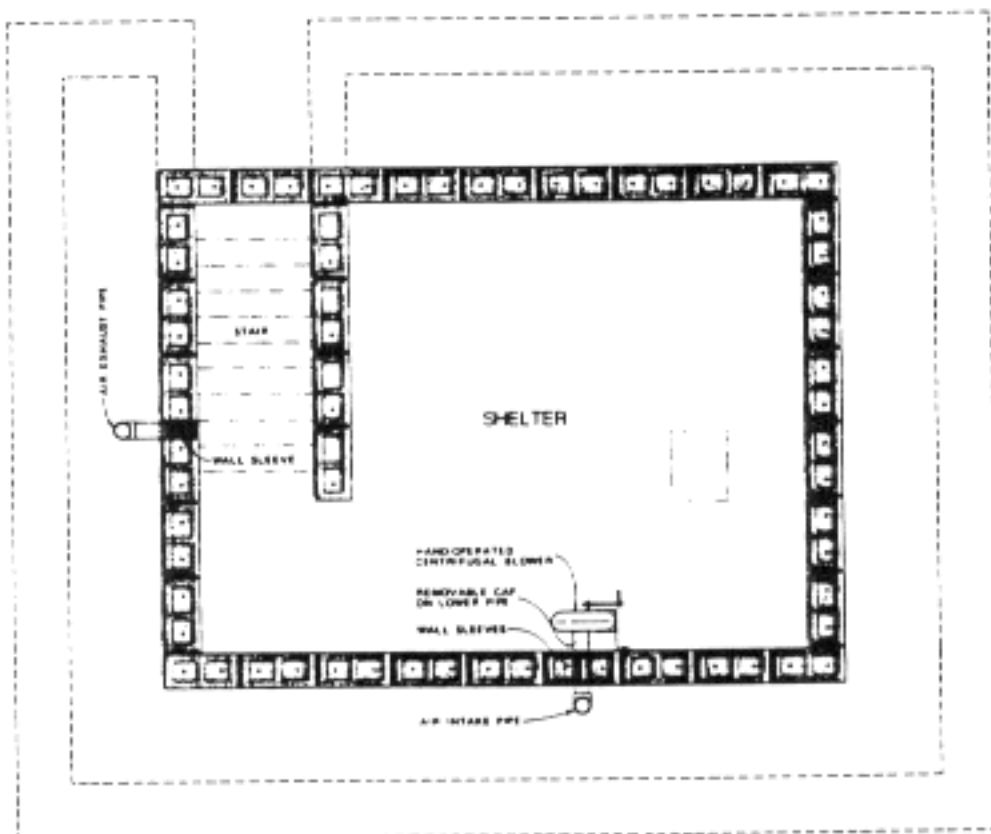 AIR EXHAUST PIPE
STAIR
SHELTER
WALL SLEEVE
HAND-OPERATED
CENTRIFUGAL BLOWER
REMOVABLE CAP
ON LOWER PIPE
WALL SLEEVES
AIR INTAKE PIPE